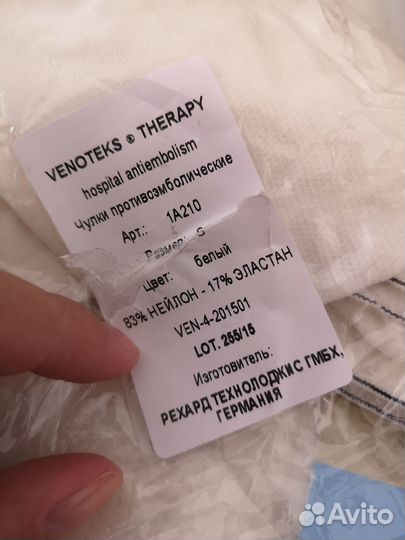 VENOTEKS ® THERAPY
hospital antiembolism
Чулки противоэмболические
Арт.: 1А210
Размер: S
Цвет: белый
83% НЕЙЛОН - 17% ЭЛАСТАН
VEN-4-201501
LOT. 255/15
Изготовитель:
РЕХАРД ТЕХНОЛОДЖИС ГМБХ,
ГЕРМАНИЯ
Avito